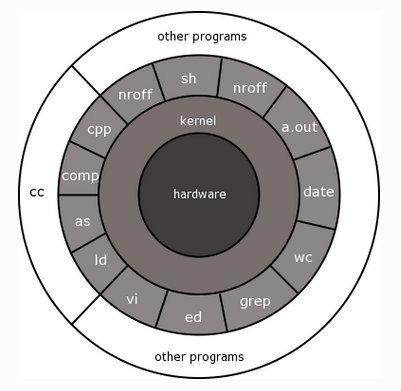 other programs
sh
nroff
nroff
a.out
cpp
kernel
comp
date
cc
hardware
as
ld
wc
vi
grep
ed
other programs